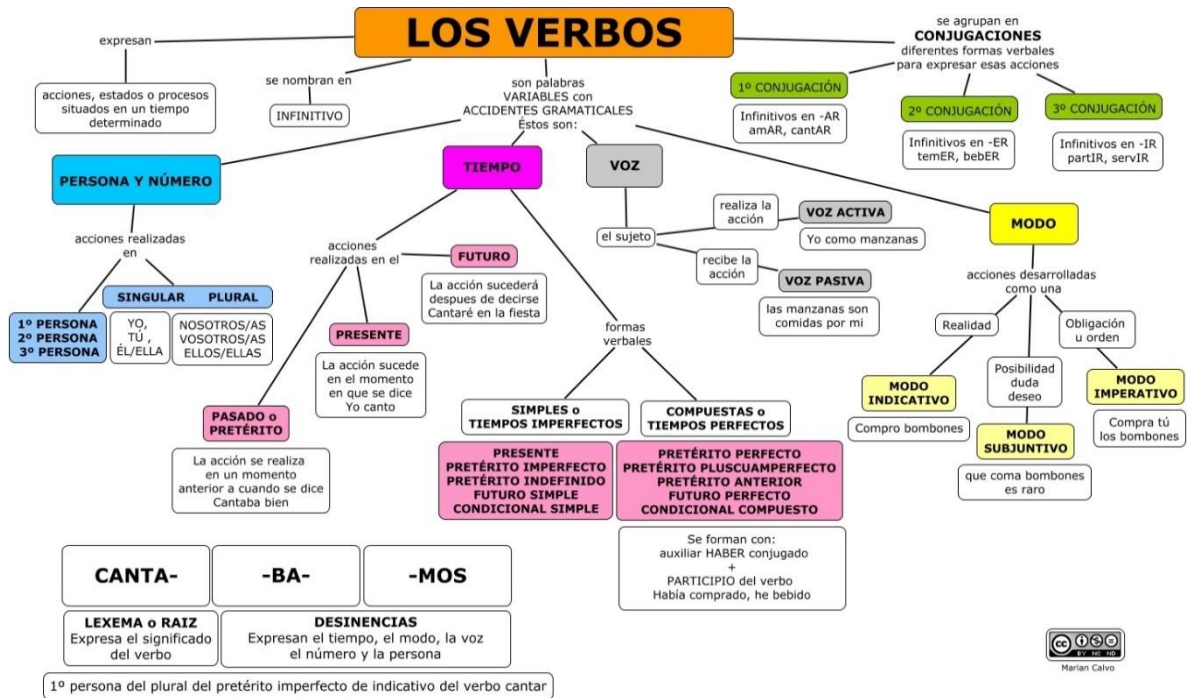 LOS VERBOS
expresan
acciones, estados o procesos
situados en un tiempo
determinado
se nombran en
INFINITIVO
son palabras
VARIABLES con
ACCIDENTES GRAMATICALES
Éstos son:
se agrupan en
CONJUGACIONES
diferentes formas verbales
para expresar esas acciones
1º CONJUGACIÓN
Infinitivos en -AR
amAR, cantAR
2º CONJUGACIÓN
Infinitivos en -ER
temER, bebER
3º CONJUGACIÓN
Infinitivos en -IR
partIR, servIR
PERSONA Y NÚMERO
acciones realizadas
en
SINGULAR PLURAL
1º PERSONA
2º PERSONA
3º PERSONA
YO,
TÚ ,
ÉL/ELLA
NOSOTROS/AS
VOSOTROS/AS
ELLOS/ELLAS
TIEMPO
acciones
realizadas en el
FUTURO
La acción sucederá
despues de decirse
Cantaré en la fiesta
PRESENTE
La acción sucede
en el momento
en que se dice
Yo canto
PASADO o
PRETÉRITO
La acción se realiza
en un momento
anterior a cuando se dice
Cantaba bien
formas
verbales
SIMPLES o
TIEMPOS IMPERFECTOS
PRESENTE
PRETÉRITO IMPERFECTO
PRETÉRITO INDEFINIDO
FUTURO SIMPLE
CONDICIONAL SIMPLE
COMPUESTAS o
TIEMPOS PERFECTOS
PRETÉRITO PERFECTO
PRETÉRITO PLUSCUAMPERFECTO
PRETÉRITO ANTERIOR
FUTURO PERFECTO
CONDICIONAL COMPUESTO
Se forman con:
auxiliar HABER conjugado
+
PARTICIPIO del verbo
Había comprado, he bebido
VOZ
el sujeto
realiza la
acción
VOZ ACTIVA
Yo como manzanas
recibe la
acción
VOZ PASIVA
las manzanas son
comidas por mi
MODO
acciones desarrolladas
como una
Realidad
MODO
INDICATIVO
Compro bombones
Posibilidad
duda
deseo
MODO
SUBJUNTIVO
que coma bombones
es raro
Obligación
u orden
MODO
IMPERATIVO
Compra tú
los bombones
CANTA- -BA- -MOS
LEXEMA o RAIZ
Expresa el significado
del verbo
DESINENCIAS
Expresan el tiempo, el modo, la voz
el número y la persona
1º persona del plural del pretérito imperfecto de indicativo del verbo cantar
cc
BY NC ND
Marian Calvo